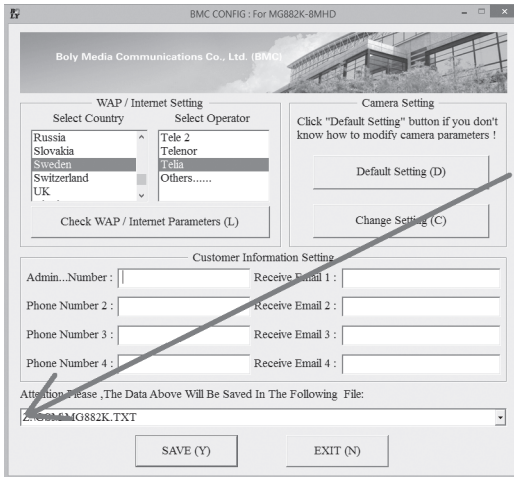 BMC CONFIG : For MG882K-8MHD
Boly Media Communications Co., Ltd. (BMC)
WAP / Internet Setting
Select Country
Select Operator
Russia
Slovakia
Sweden
Switzerland
UK
Tele 2
Telenor
Telia
Others......
Check WAP / Internet Parameters (L)
Camera Setting
Click "Default Setting" button if you don't
know how to modify camera parameters !
Default Setting (D)
Change Setting (C)
Customer Information Setting
Admin...Number :
Receive Email 1 :
Phone Number 2 :
Receive Email 2 :
Phone Number 3 :
Receive Email 3 :
Phone Number 4 :
Receive Email 4 :
Attention Please ,The Data Above Will Be Saved In The Following File:
Z:\GSM\MG882K.TXT
SAVE (Y)
EXIT (N)